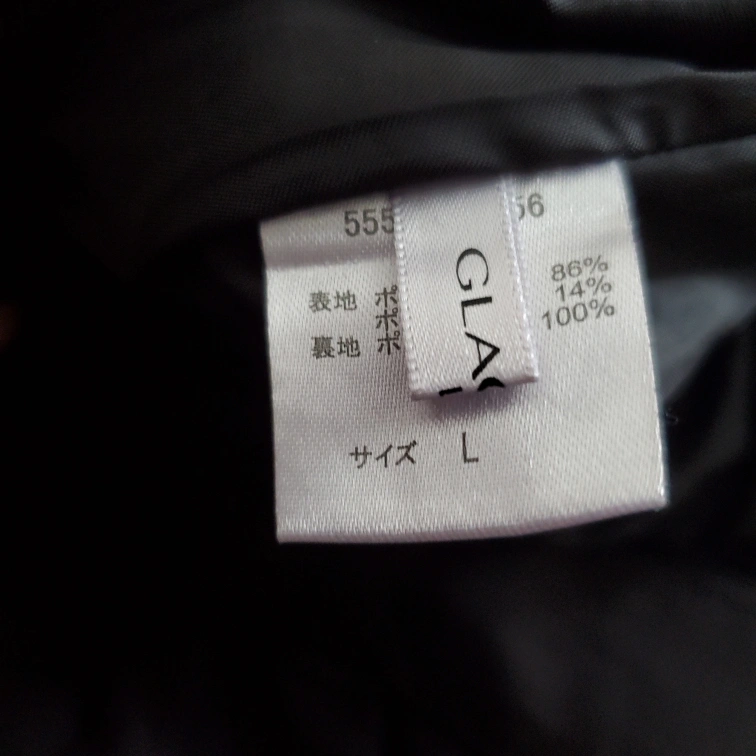 555 56
表地 ポ 86%
ポ 14%
裏地 ポ 100%
サイズ L
GLA